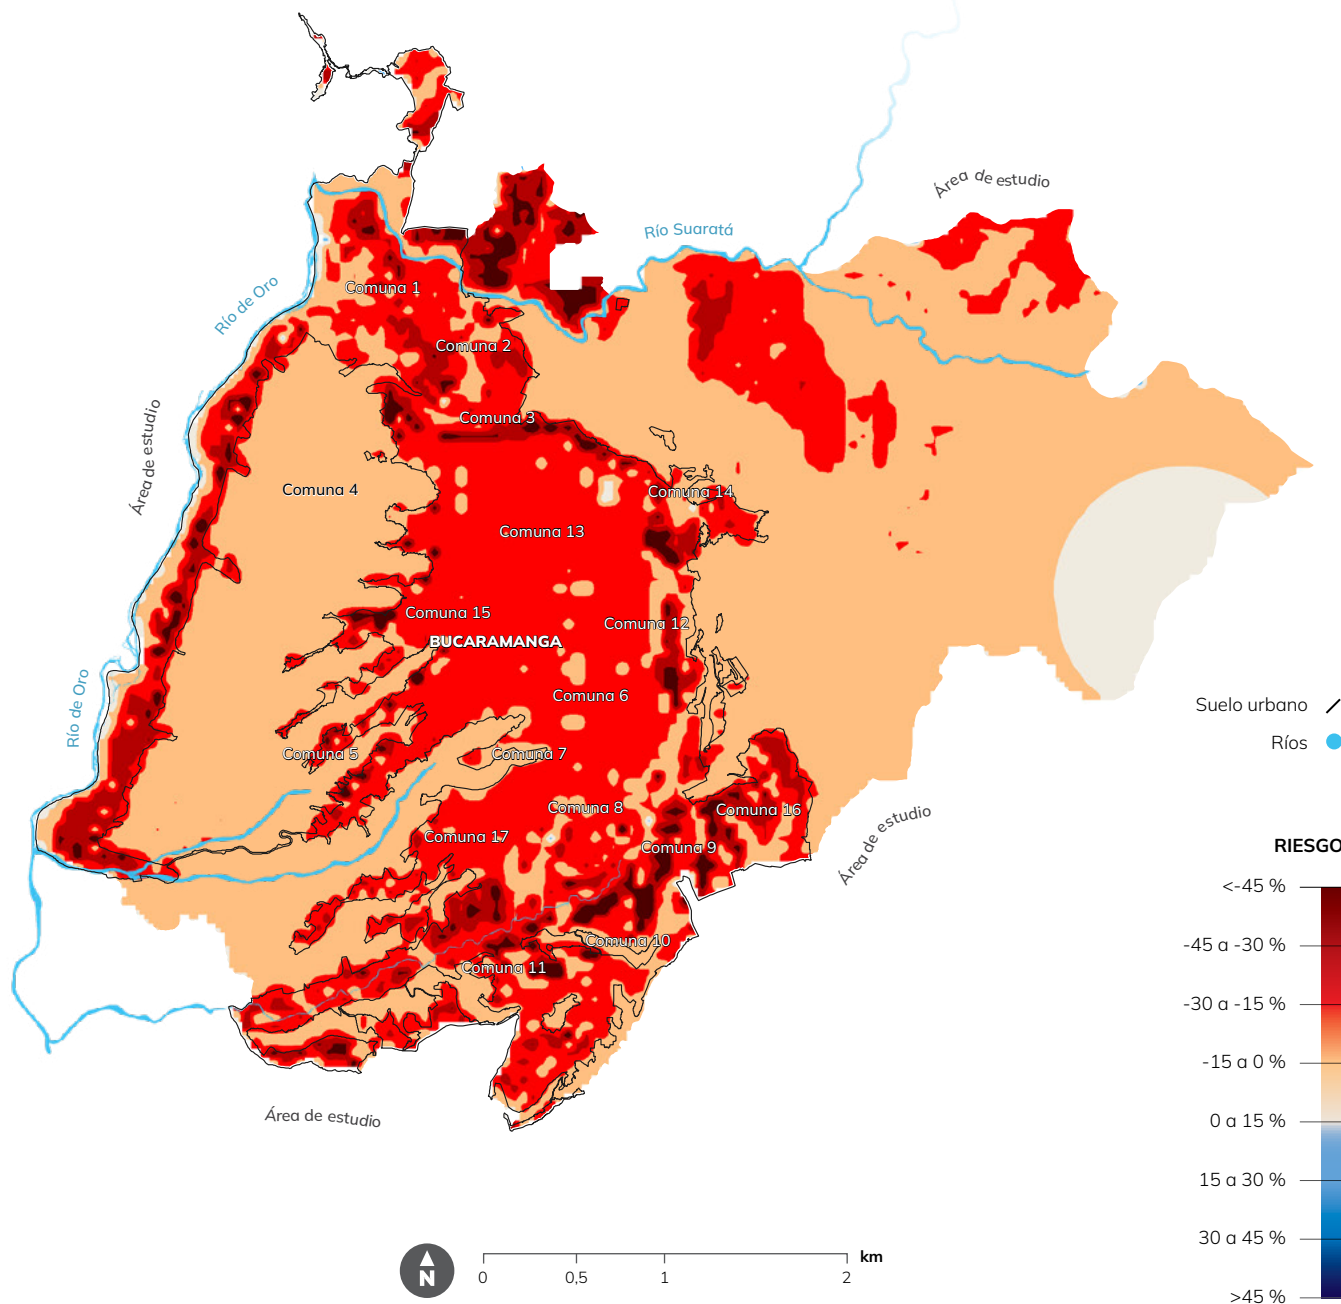 Área de estudio
Río Suaratá
Río de Oro
Comuna 1
Comuna 2
Comuna 3
Área de estudio
Comuna 4
Comuna 14
Comuna 13
Comuna 15
Comuna 12
BUCARAMANGA
Río de Oro
Comuna 6
Comuna 5
Comuna 7
Comuna 8
Comuna 16
Comuna 17
Comuna 9
Área de estudio
Comuna 10
Comuna 11
Área de estudio
Suelo urbano
Ríos
RIESGO
<-45 %
-45 a -30 %
-30 a -15 %
-15 a 0 %
0 a 15 %
15 a 30 %
30 a 45 %
>45 %
N
0 0,5 1 2 km